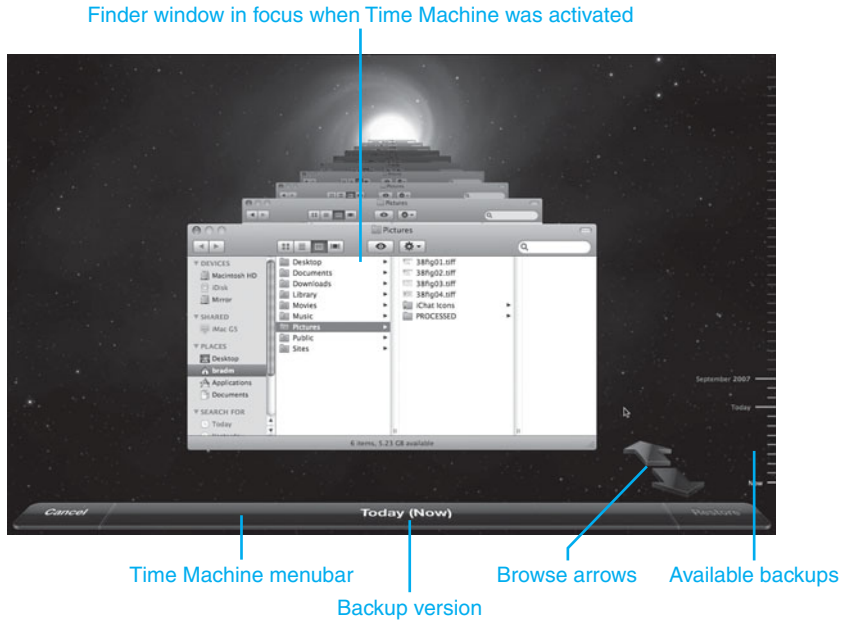 Finder window in focus when Time Machine was activated
Pictures
Pictures
Pictures
DEVICES
Macintosh HD
iDisk
Mirror
SHARED
iMac G5
PLACES
Desktop
bradm
Applications
Documents
SEARCH FOR
Today
Desktop
Documents
Downloads
Library
Movies
Music
Pictures
Public
Sites
38fig01.tiff
38fig02.tiff
38fig03.tiff
38fig04.tiff
iChat Icons
PROCESSED
6 items, 5.23 GB available
September 2007
Today
Now
Cancel
Today (Now)
Restore
Time Machine menubar
Browse arrows
Available backups
Backup version